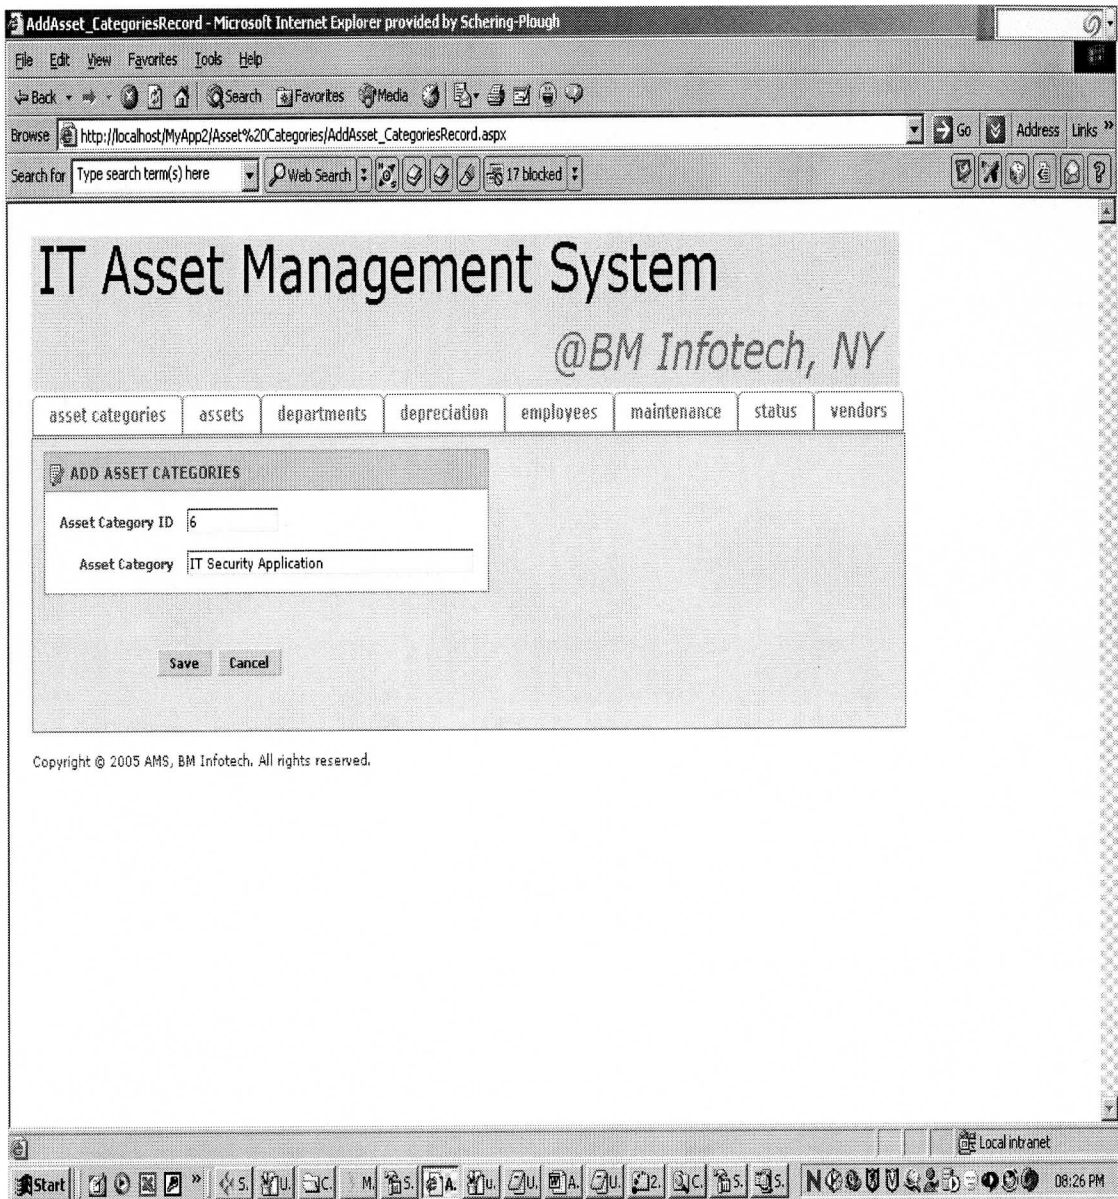 AddAsset_CategoriesRecord - Microsoft Internet Explorer provided by Schering-Plough
File Edit View Favorites Tools Help
Back Search Favorites Media
Browse http://localhost/MyApp2/Asset%20Categories/AddAsset_CategoriesRecord.aspx Go Address Links »
Search for Type search term(s) here Web Search 17 blocked
IT Asset Management System
@BM Infotech, NY
asset categories assets departments depreciation employees maintenance status vendors
ADD ASSET CATEGORIES
Asset Category ID 6
Asset Category IT Security Application
Save Cancel
Copyright © 2005 AMS, BM Infotech. All rights reserved.
Local intranet
Start » S. U. C. M. S. A. U. U. A. U. 2. C. S. S. 08:26 PM